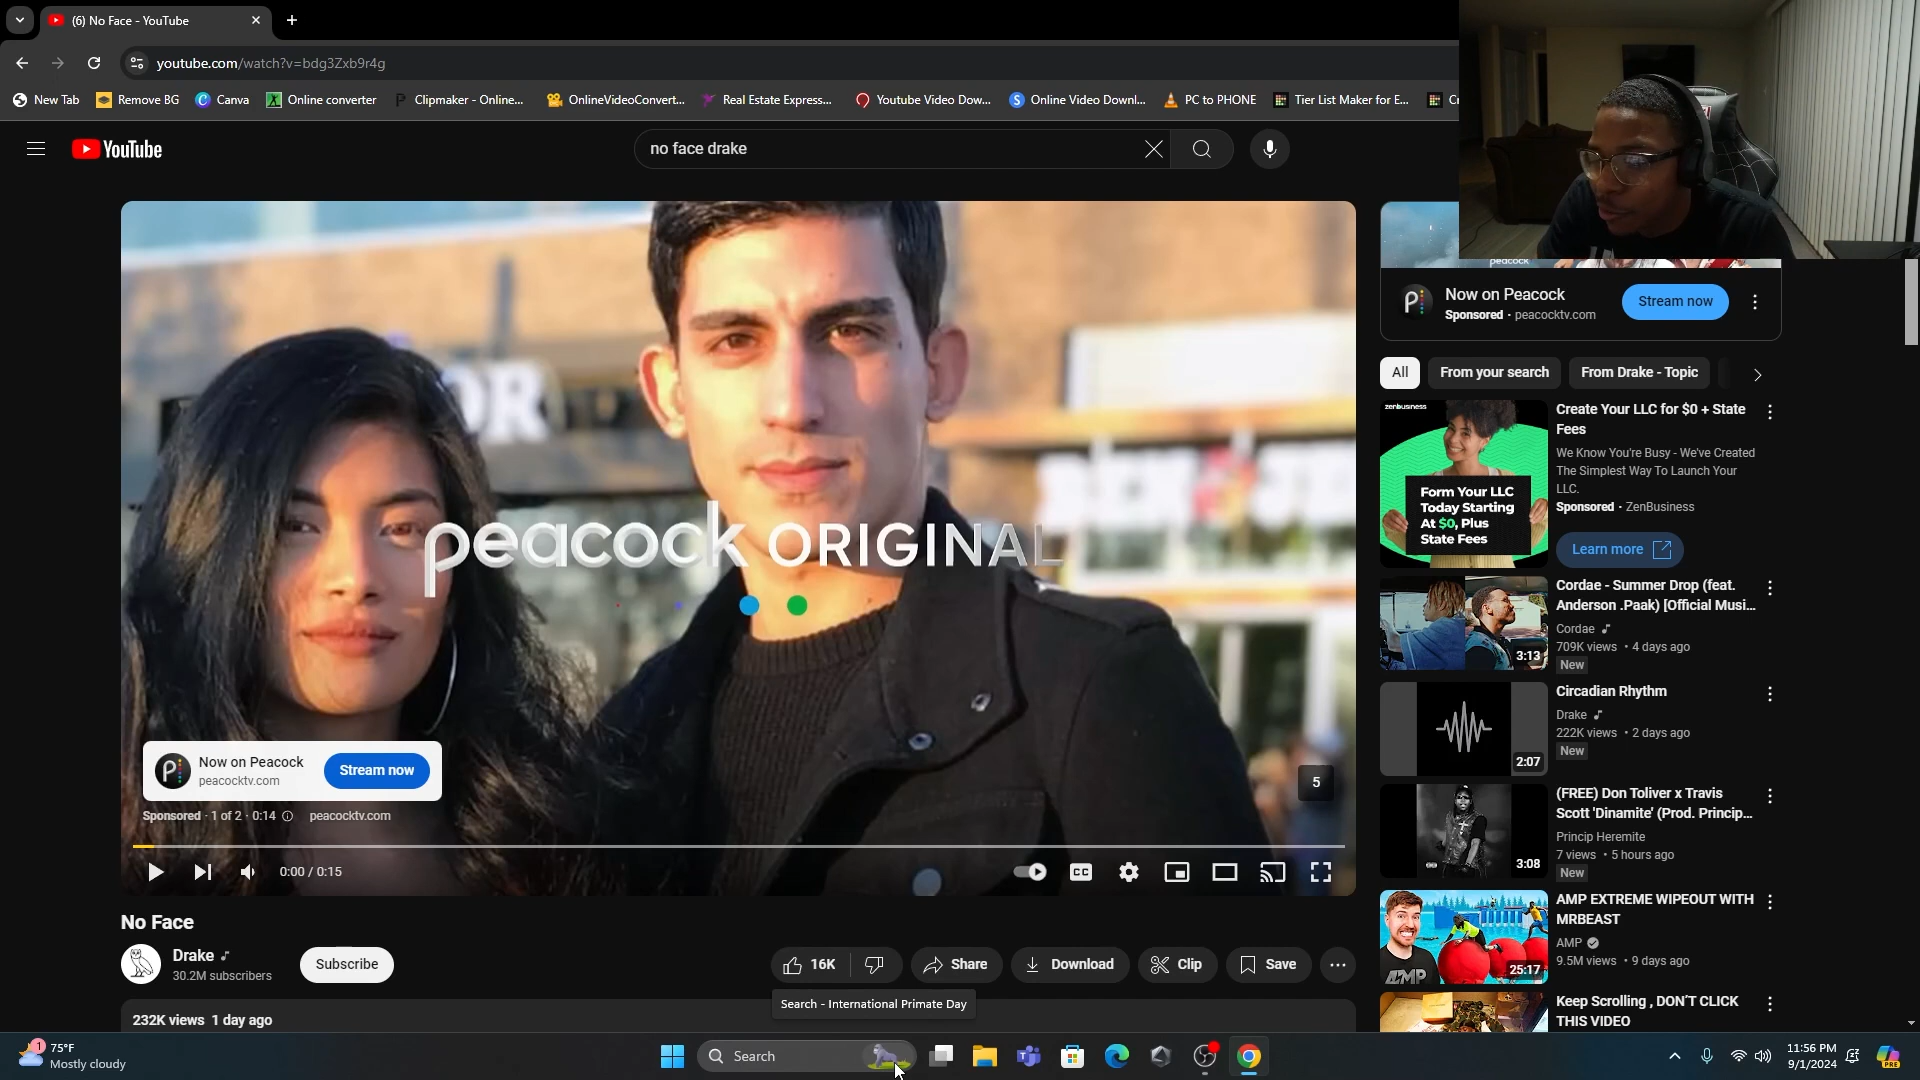 (6) No Face - YouTube
youtube.com/watch?v=bdg3Zxb9r4g
New Tab
Remove BG
Canva
Online converter
Clipmaker - Online...
OnlineVideoConvert...
Real Estate Express...
Youtube Video Dow...
Online Video Downl...
PC to PHONE
Tier List Maker for E...
YouTube
no face drake
peacock ORIGINAL
Now on Peacock
peacocktv.com
Stream now
5
Sponsored · 1 of 2 · 0:14
peacocktv.com
0:00 / 0:15
CC
No Face
Drake
30.2M subscribers
Subscribe
16K
Share
Download
Clip
Save
Search - International Primate Day
232K views 1 day ago
peacock
Now on Peacock
Sponsored · peacocktv.com
Stream now
All
From your search
From Drake - Topic
zenbusiness
Form Your LLC
Today Starting
At $0, Plus
State Fees
Create Your LLC for $0 + State
Fees
We Know You're Busy - We've Created
The Simplest Way To Launch Your
LLC.
Sponsored · ZenBusiness
Learn more
3:13
Cordae - Summer Drop (feat.
Anderson .Paak) [Official Musi...
Cordae
709K views • 4 days ago
New
2:07
Circadian Rhythm
Drake
222K views • 2 days ago
New
3:08
(FREE) Don Toliver x Travis
Scott 'Dinamite' (Prod. Princip...
Princip Heremite
7 views • 5 hours ago
New
AMP
25:17
AMP EXTREME WIPEOUT WITH
MRBEAST
AMP
9.5M views • 9 days ago
Keep Scrolling , DON'T CLICK
THIS VIDEO
1
75°F
Mostly cloudy
Search
11:56 PM
9/1/2024
PRE